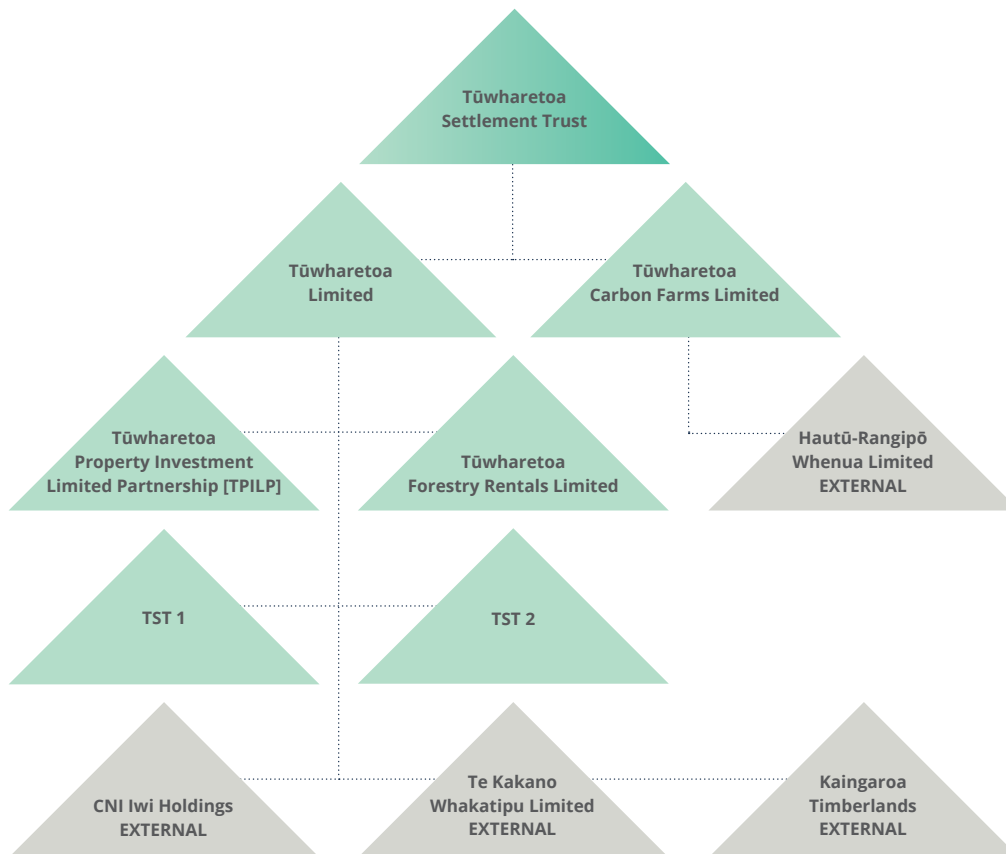 Tūwharetoa
Settlement Trust
Tūwharetoa
Limited
Tūwharetoa
Carbon Farms Limited
Tūwharetoa
Property Investment
Limited Partnership [TPILP]
Tūwharetoa
Forestry Rentals Limited
Hautū-Rangipō
Whenua Limited
EXTERNAL
TST 1
TST 2
CNI Iwi Holdings
EXTERNAL
Te Kakano
Whakatipu Limited
EXTERNAL
Kaingaroa
Timberlands
EXTERNAL